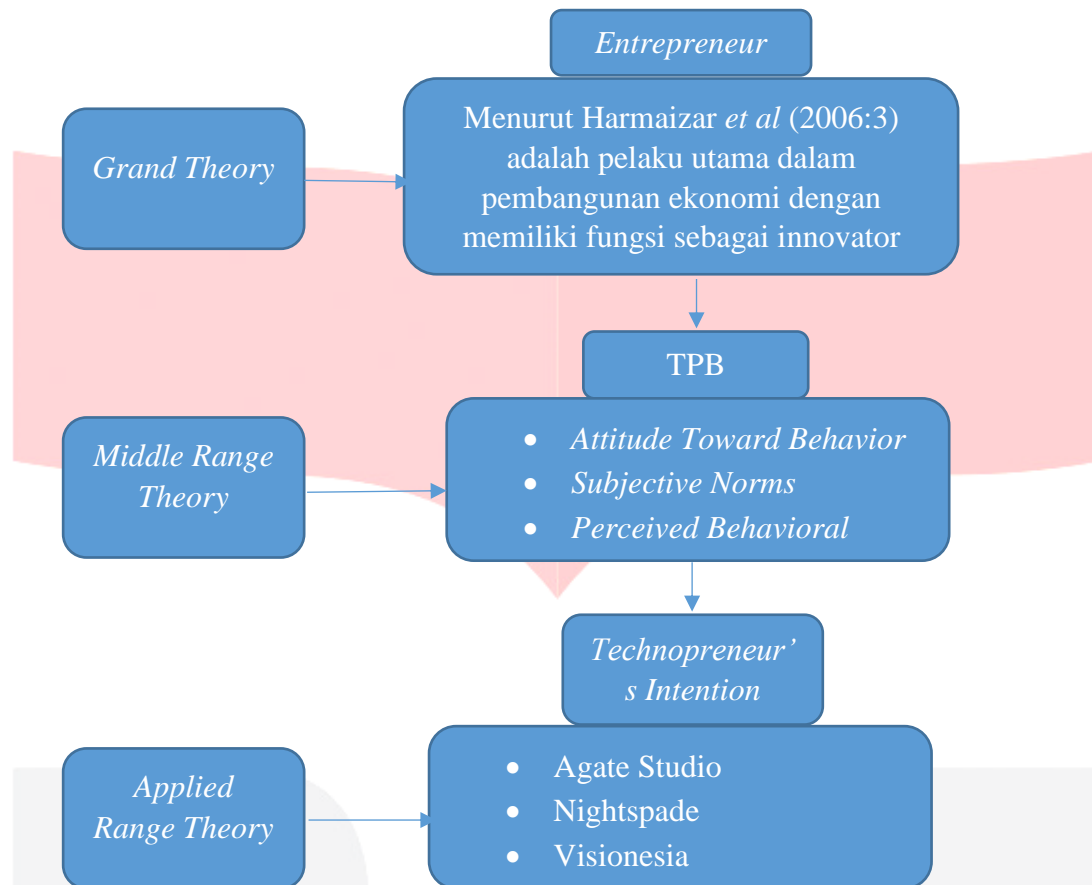 Entrepreneur
Grand Theory
Menurut Harmaizar et al (2006:3)
adalah pelaku utama dalam
pembangunan ekonomi dengan
memiliki fungsi sebagai innovator
TPB
Middle Range
Theory
• Attitude Toward Behavior
• Subjective Norms
• Perceived Behavioral
Technopreneur’
s Intention
Applied
Range Theory
• Agate Studio
• Nightspade
• Visionesia